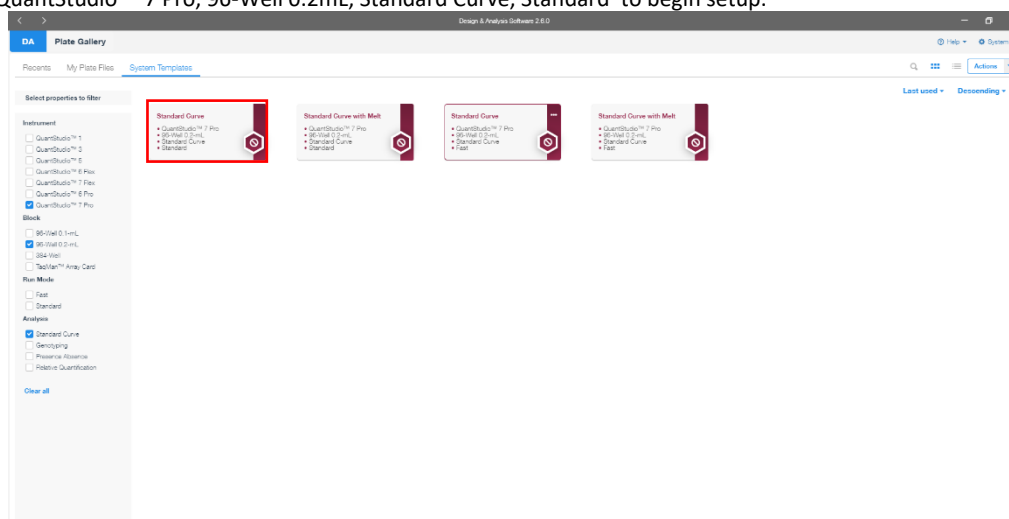 QuantStudio™ 7 Pro, 96-Well 0.2mL, Standard Curve, Standard to begin setup.
Design & Analysis Software 2.6.0
DA Plate Gallery
Help
System
Recents My Plate Files System Templates
Actions
Last used Descending
Select properties to filter
Instrument
QuantStudio™ 1
QuantStudio™ 3
QuantStudio™ 5
QuantStudio™ 6 Flex
QuantStudio™ 7 Flex
QuantStudio™ 6 Pro
QuantStudio™ 7 Pro
Block
96-Well 0.1-mL
96-Well 0.2-mL
384-Well
TaqMan™ Array Card
Run Mode
Fast
Standard
Analysis
Standard Curve
Genotyping
Presence Absence
Relative Quantification
Clear all
Standard Curve
• QuantStudio™ 7 Pro
• 96-Well 0.2-mL
• Standard Curve
• Standard
Standard Curve with Melt
• QuantStudio™ 7 Pro
• 96-Well 0.2-mL
• Standard Curve
• Standard
Standard Curve
• QuantStudio™ 7 Pro
• 96-Well 0.2-mL
• Standard Curve
• Fast
Standard Curve with Melt
• QuantStudio™ 7 Pro
• 96-Well 0.2-mL
• Standard Curve
• Fast